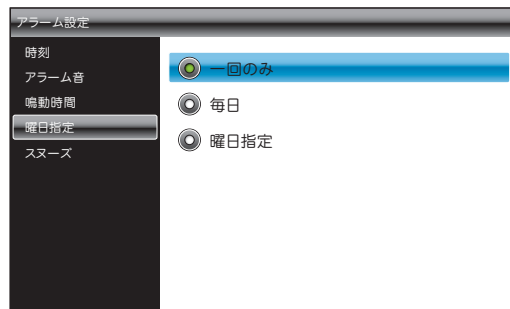 アラーム設定
時刻
アラーム音
鳴動時間
曜日指定
スヌーズ
一回のみ
毎日
曜日指定